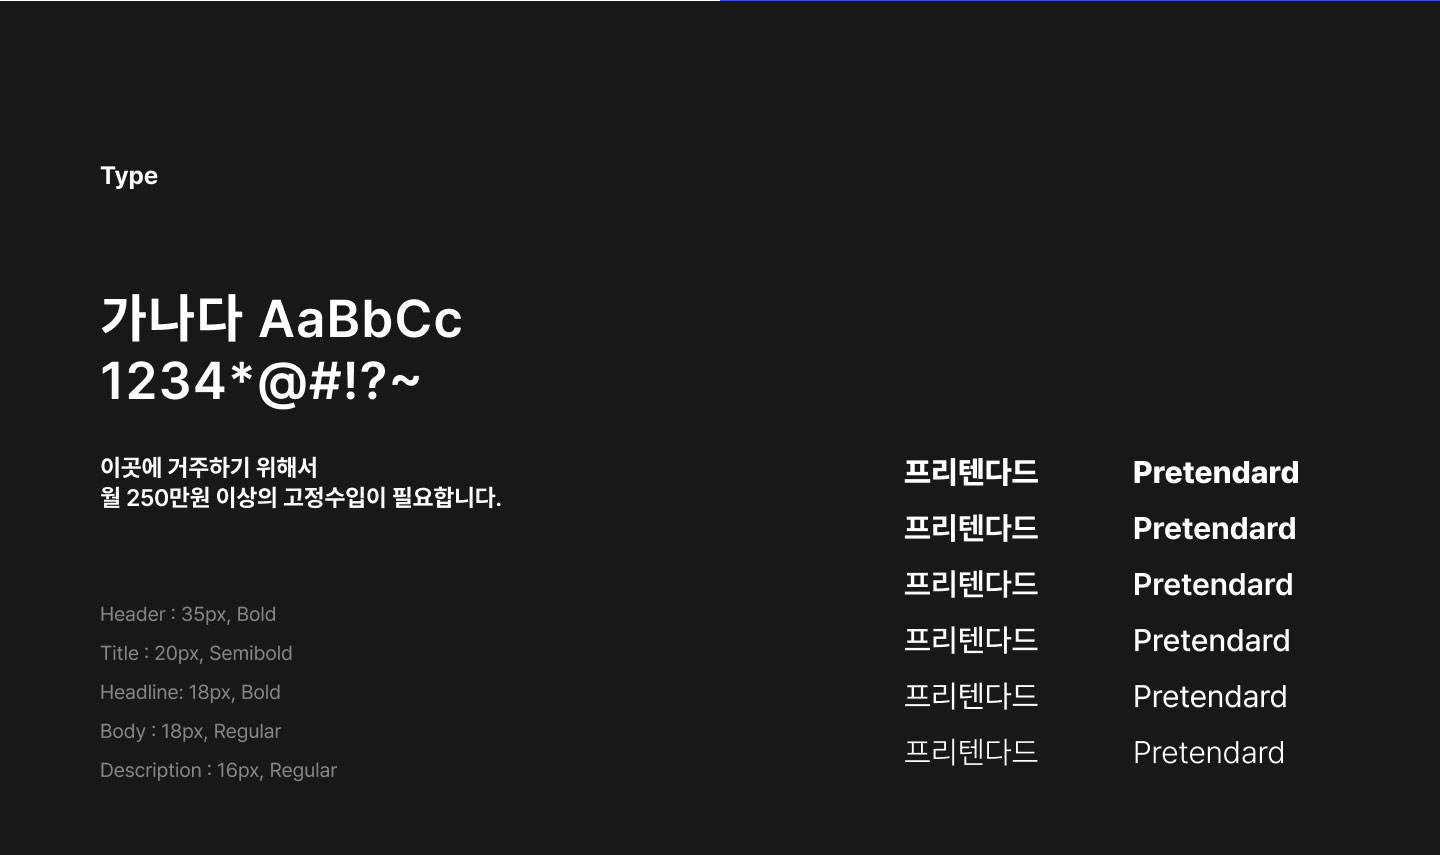 Type
가나다 AaBbCc
1234*@#!?~
이곳에 거주하기 위해서
월 250만원 이상의 고정수입이 필요합니다.
Header : 35px, Bold
Title : 20px, Semibold
Headline: 18px, Bold
Body : 18px, Regular
Description : 16px, Regular
프리텐다드 Pretendard
프리텐다드 Pretendard
프리텐다드 Pretendard
프리텐다드 Pretendard
프리텐다드 Pretendard
프리텐다드 Pretendard